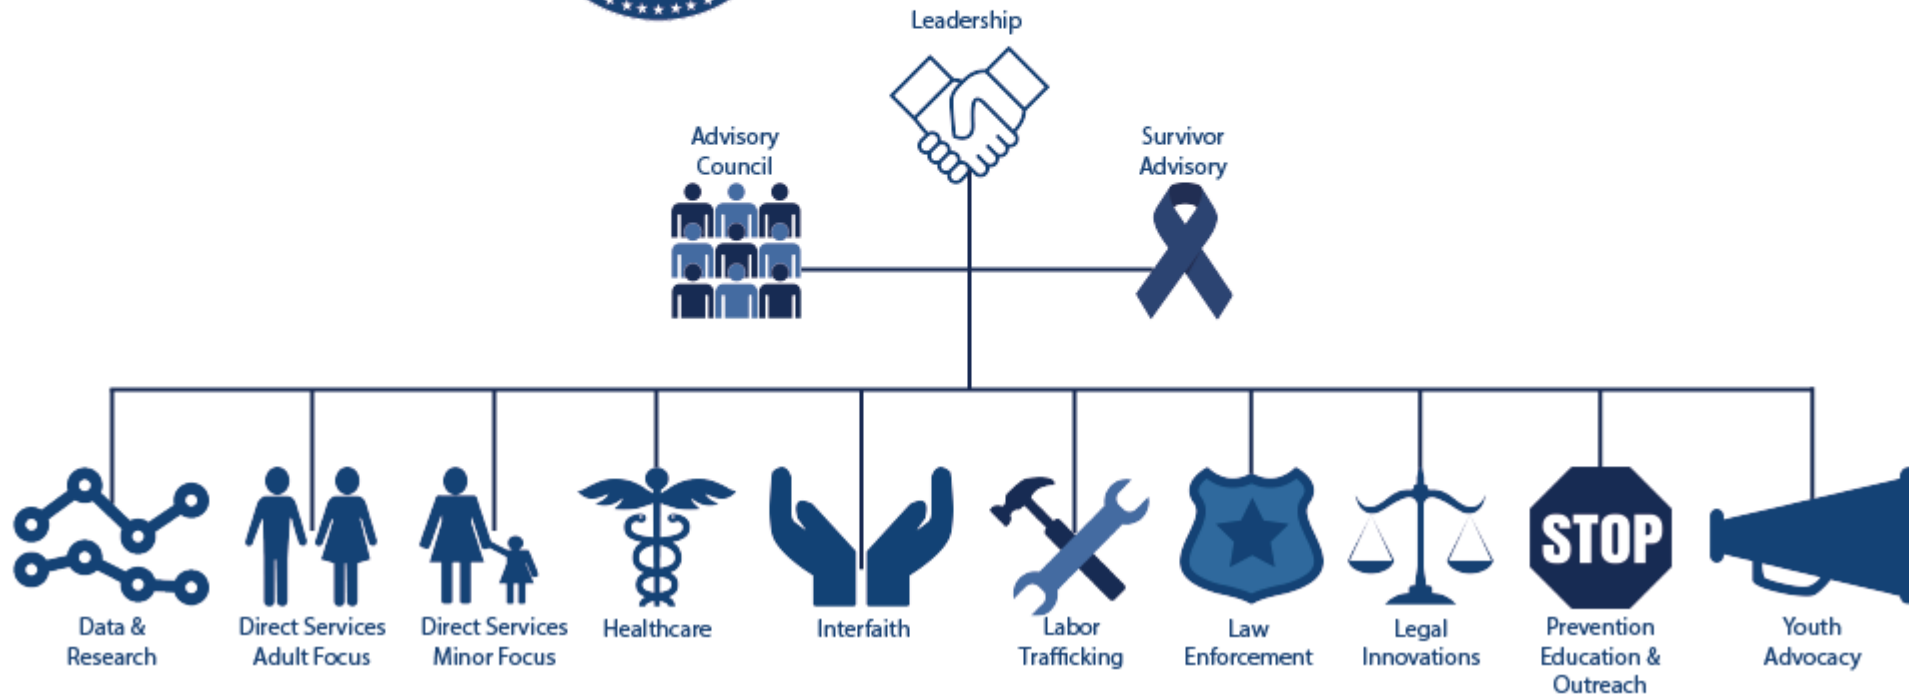 Leadership
Advisory
Council
Survivor
Advisory
STOP
Data &
Research
Direct Services
Adult Focus
Direct Services
Minor Focus
Healthcare
Interfaith
Labor
Trafficking
Law
Enforcement
Legal
Innovations
Prevention
Education &
Outreach
Youth
Advocacy